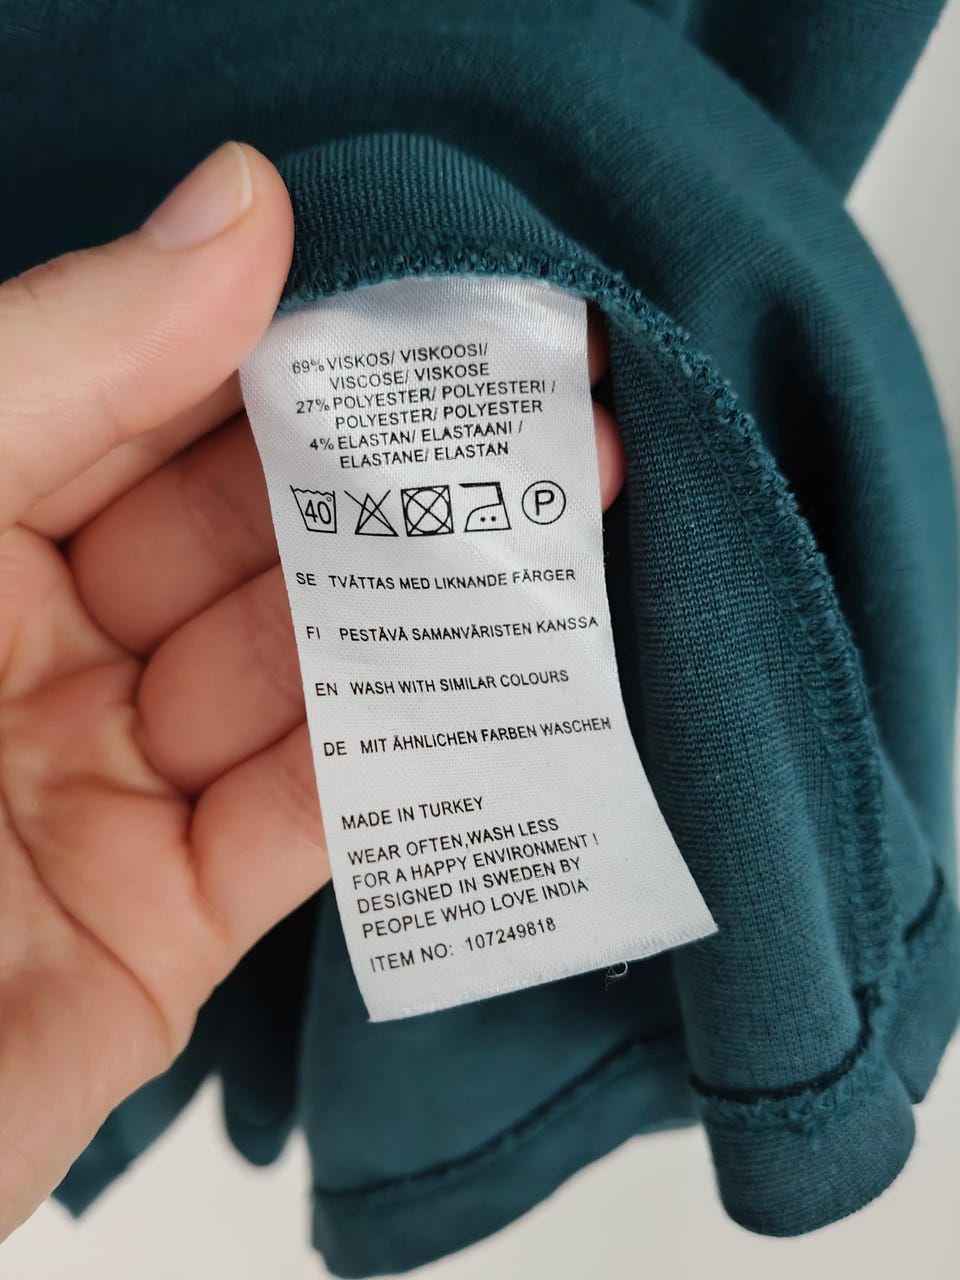 69% VISKOS/ VISKOOSI/
VISCOSE/ VISKOSE
27% POLYESTER/ POLYESTERI /
POLYESTER/ POLYESTER
4% ELASTAN/ ELASTAANI /
ELASTANE/ ELASTAN
40° P
SE TVÄTTAS MED LIKNANDE FÄRGER
FI PESTÄVÄ SAMANVÄRISTEN KANSSA
EN WASH WITH SIMILAR COLOURS
DE MIT ÄHNLICHEN FARBEN WASCHEN
MADE IN TURKEY
WEAR OFTEN,WASH LESS
FOR A HAPPY ENVIRONMENT !
DESIGNED IN SWEDEN BY
PEOPLE WHO LOVE INDIA
ITEM NO: 107249818